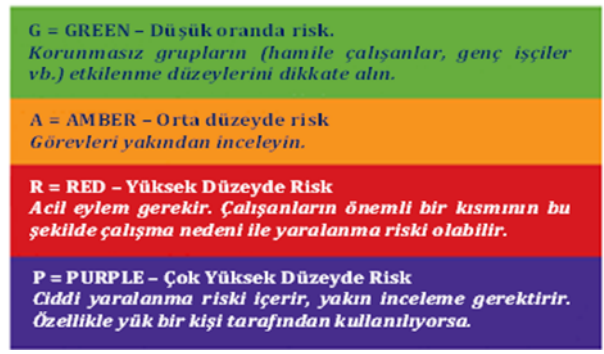 G = GREEN – Düşük oranda risk.
Korunmasız grupların (hamile çalışanlar, genç işçiler
vb.) etkilenme düzeylerini dikkate alın.
A = AMBER – Orta düzeyde risk
Görevleri yakından inceleyin.
R = RED – Yüksek Düzeyde Risk
Acil eylem gerekir. Çalışanların önemli bir kısmının bu
şekilde çalışma nedeni ile yaralanma riski olabilir.
P = PURPLE – Çok Yüksek Düzeyde Risk
Ciddi yaralanma riski içerir, yakın inceleme gerektirir.
Özellikle yük bir kişi tarafından kullanılıyorsa.